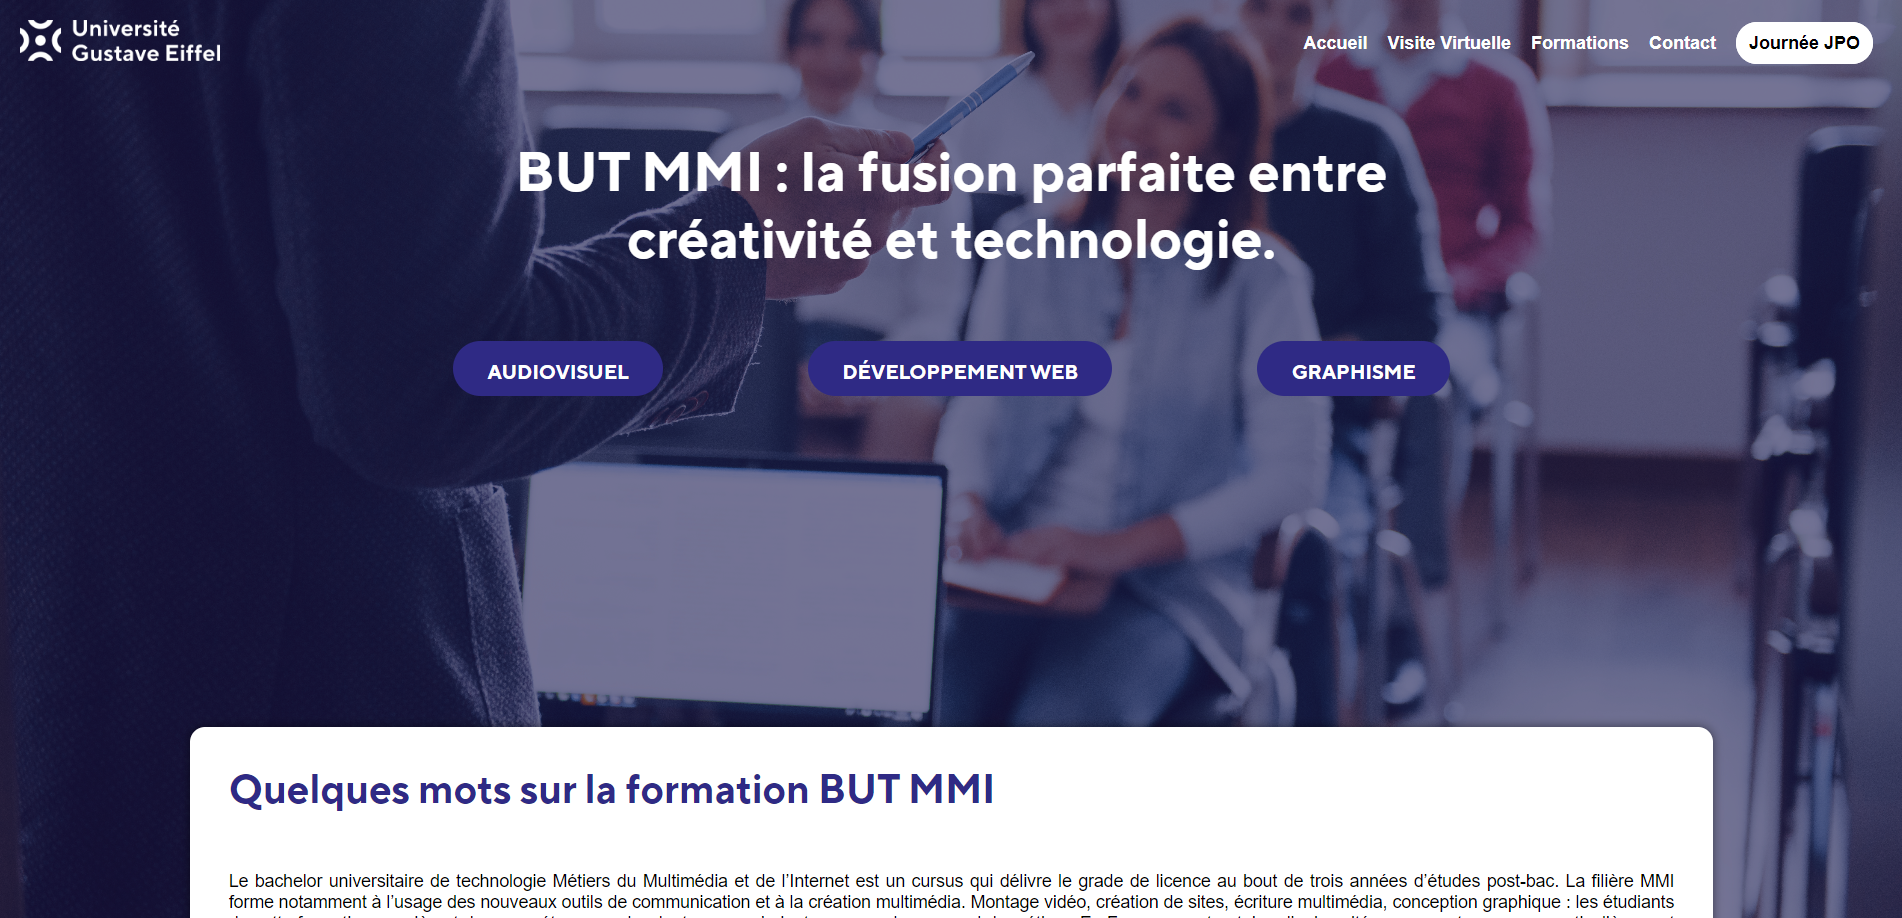 Université
Gustave Eiffel
Accueil Visite Virtuelle Formations Contact Journée JPO
BUT MMI : la fusion parfaite entre
créativité et technologie.
AUDIOVISUEL DÉVELOPPEMENT WEB GRAPHISME
Quelques mots sur la formation BUT MMI
Le bachelor universitaire de technologie Métiers du Multimédia et de l’Internet est un cursus qui délivre le grade de licence au bout de trois années d’études post-bac. La filière MMI
forme notamment à l’usage des nouveaux outils de communication et à la création multimédia. Montage vidéo, création de sites, écriture multimédia, conception graphique : les étudiants